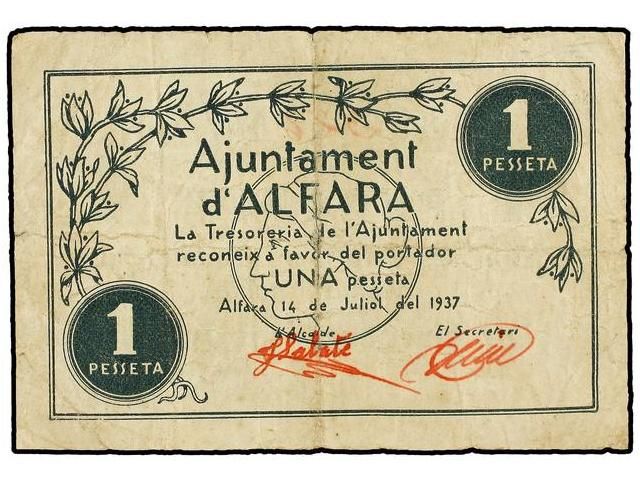 1
PESSETA
Ajuntament
d'ALFARA
La Tresoreria de l'Ajuntament
reconeix a favor del portador
UNA pesseta
Alfara 14 de Juliol del 1937
L'Alcalde El Secretari
1
PESSETA